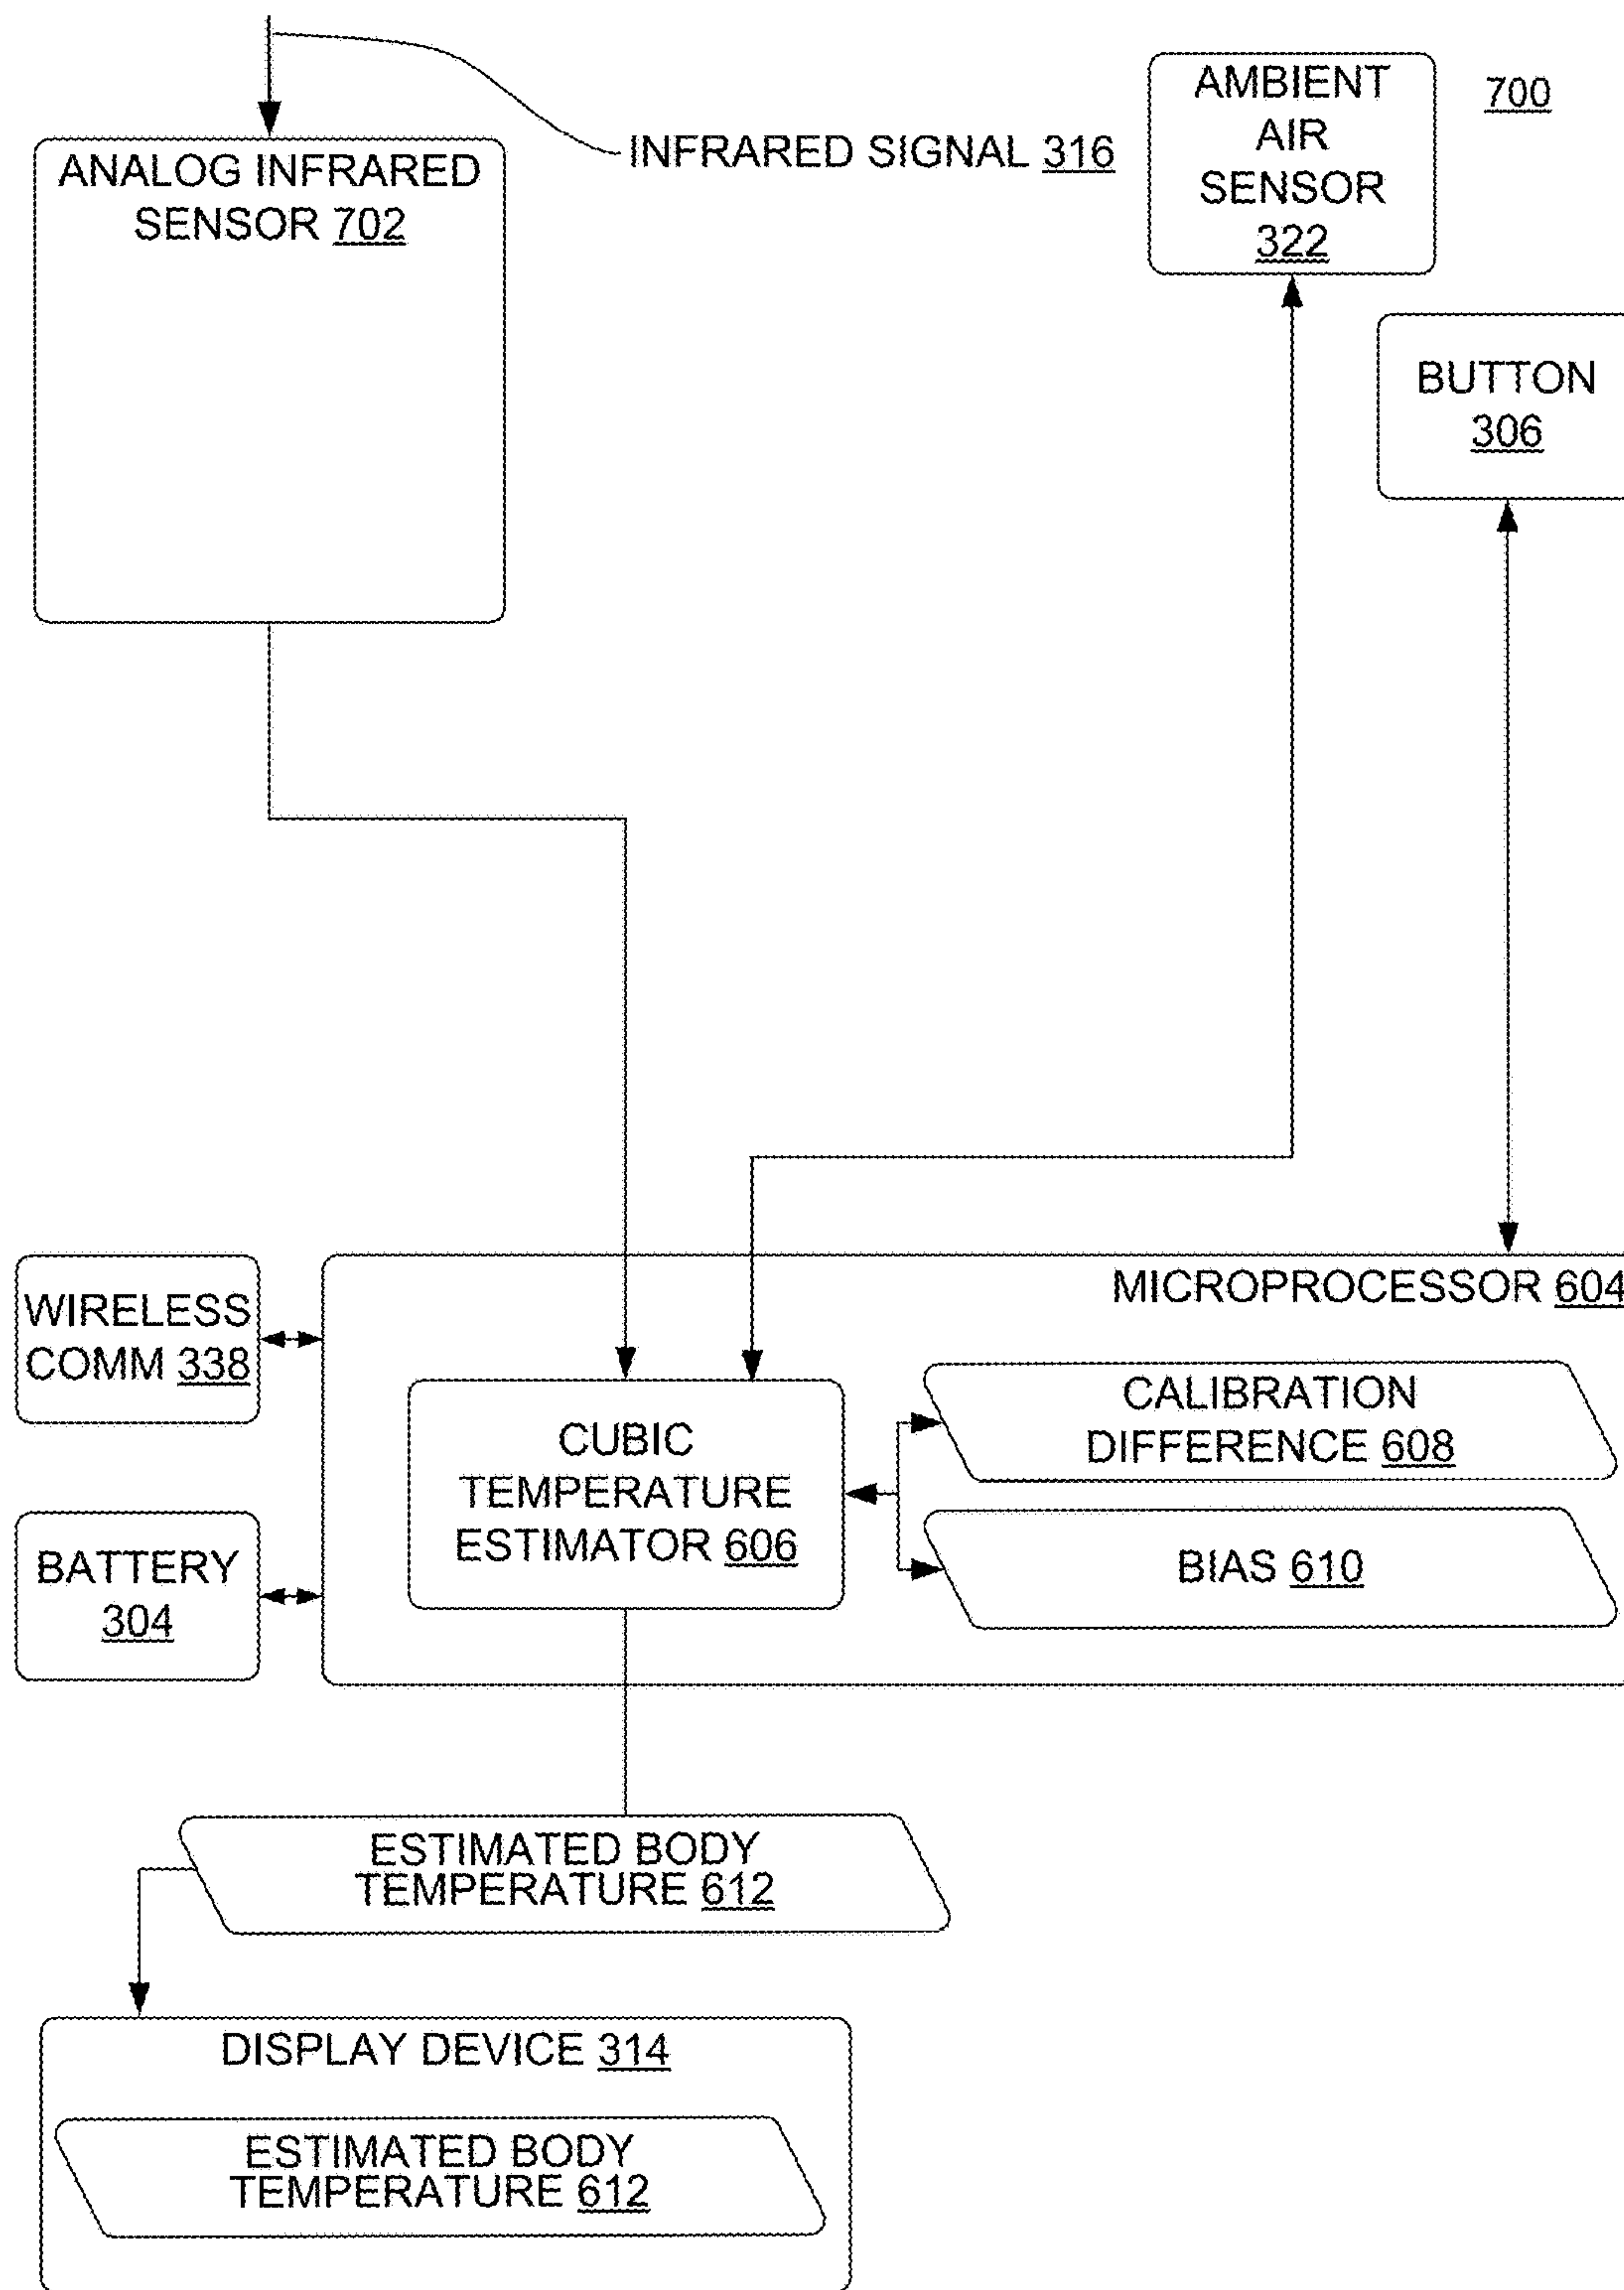 AMBIENT
AIR
SENSOR
322
700
INFRARED SIGNAL 316
ANALOG INFRARED
SENSOR 702
BUTTON
306
MICROPROCESSOR 604
WIRELESS
COMM 338
CALIBRATION
DIFFERENCE 608
CUBIC
TEMPERATURE
ESTIMATOR 606
BATTERY
304
BIAS 610
ESTIMATED BODY
TEMPERATURE 612
DISPLAY DEVICE 314
ESTIMATED BODY
TEMPERATURE 612